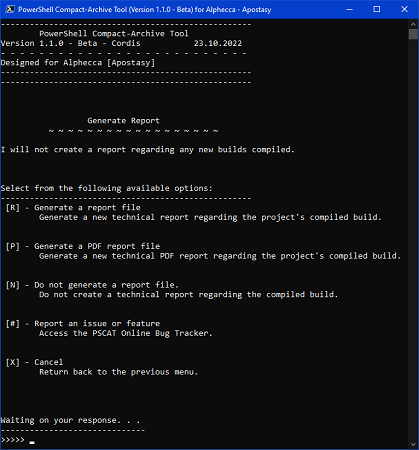 PowerShell Compact-Archive Tool (Version 1.1.0 - Beta) for Alphecca - Apostasy
------------------------------------------------------
PowerShell Compact-Archive Tool
Version 1.1.0 - Beta - Cordis 23.10.2022
- - - - - - - - - - - - - - - - - - - - - - - - - - -
Designed for Alphecca [Apostasy]
------------------------------------------------------
------------------------------------------------------
Generate Report
~ ~ ~ ~ ~ ~ ~ ~ ~ ~ ~ ~ ~ ~ ~ ~ ~ ~
I will not create a report regarding any new builds compiled.
Select from the following available options:
------------------------------------------------------
[R] - Generate a report file
Generate a new technical report regarding the project's compiled build.
[P] - Generate a PDF report file
Generate a new technical PDF report regarding the project's compiled build.
[N] - Do not generate a report file.
Do not create a technical report regarding the compiled build.
[#] - Report an issue or feature
Access the PSCAT Online Bug Tracker.
[X] - Cancel
Return back to the previous menu.
Waiting on your response. . .
------------------------------
>>>>> _